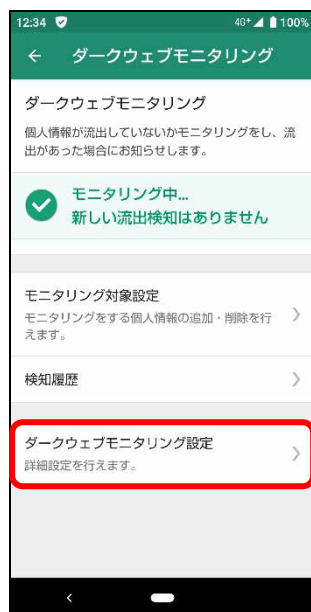 12:34 4G+ 100%
ダークウェブモニタリング
ダークウェブモニタリング
個人情報が流出していないかモニタリングをし、流
出があった場合にお知らせします。
モニタリング中...
新しい流出検知はありません
モニタリング対象設定
モニタリングをする個人情報の追加・削除を行
えます。
検知履歴
ダークウェブモニタリング設定
詳細設定を行えます。